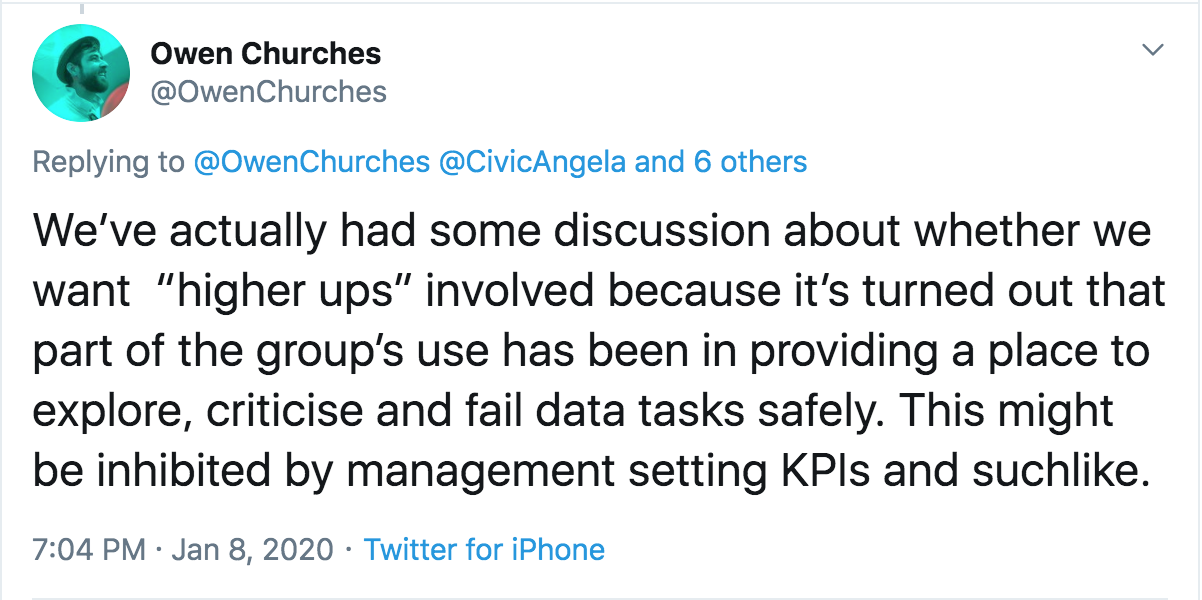 Owen Churches
@OwenChurches
Replying to @OwenChurches @CivicAngela and 6 others
We’ve actually had some discussion about whether we
want  “higher ups” involved because it’s turned out that
part of the group’s use has been in providing a place to
explore, criticise and fail data tasks safely. This might
be inhibited by management setting KPIs and suchlike.
7:04 PM · Jan 8, 2020 · Twitter for iPhone